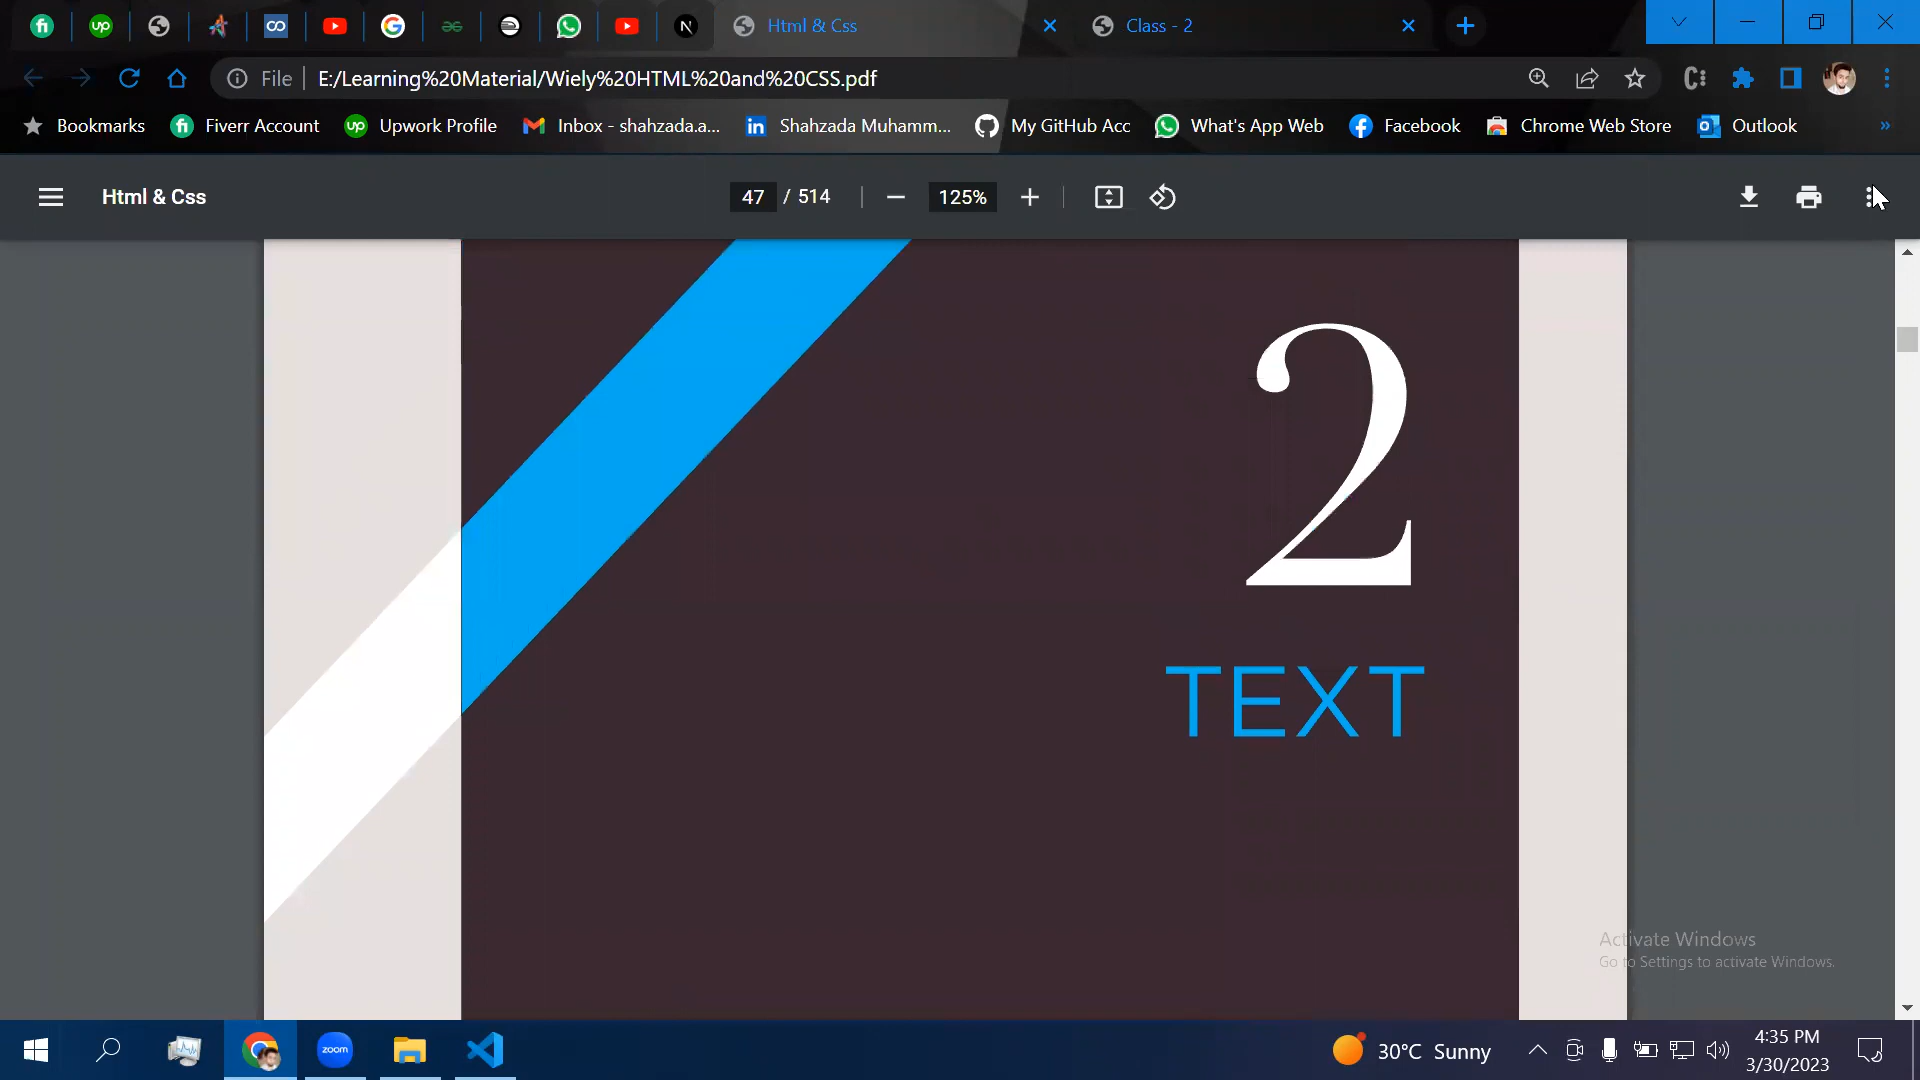 Html & Css
Class - 2
File
E:/Learning%20Material/Wiely%20HTML%20and%20CSS.pdf
Bookmarks
Fiverr Account
Upwork Profile
Inbox - shahzada.a...
Shahzada Muhamm...
My GitHub Acc
What's App Web
Facebook
Chrome Web Store
Outlook
»
Html & Css
47 / 514
125%
2
TEXT
Activate Windows
Go to Settings to activate Windows.
zoom
30°C Sunny
4:35 PM
3/30/2023